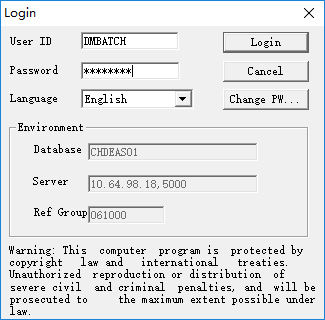 Login
User ID DMBATCH Login
Password ******** Cancel
Language English Change PW...
Environment
Database CHDEAS01
Server 10.64.98.18,5000
Ref Group 061000
Warning: This computer program is protected by
copyright law and international treaties.
Unauthorized reproduction or distribution of
severe civil and criminal penalties, and will be
prosecuted to the maximum extent possible under
law.